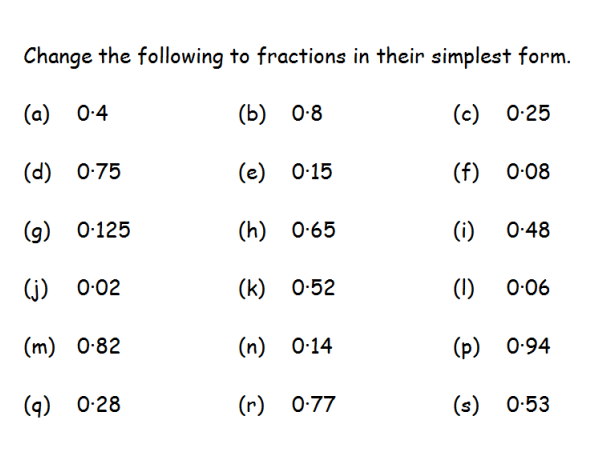 Change the following to fractions in their simplest form.
(a) 0·4 (b) 0·8 (c) 0·25
(d) 0·75 (e) 0·15 (f) 0·08
(g) 0·125 (h) 0·65 (i) 0·48
(j) 0·02 (k) 0·52 (l) 0·06
(m) 0·82 (n) 0·14 (p) 0·94
(q) 0·28 (r) 0·77 (s) 0·53